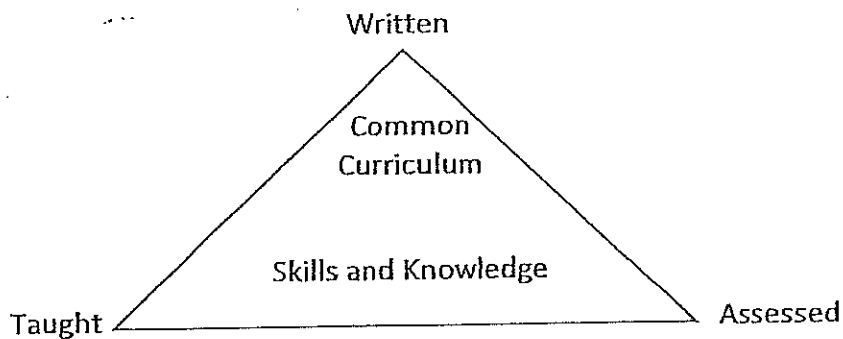 Written
Common
Curriculum
Skills and Knowledge
Taught
Assessed